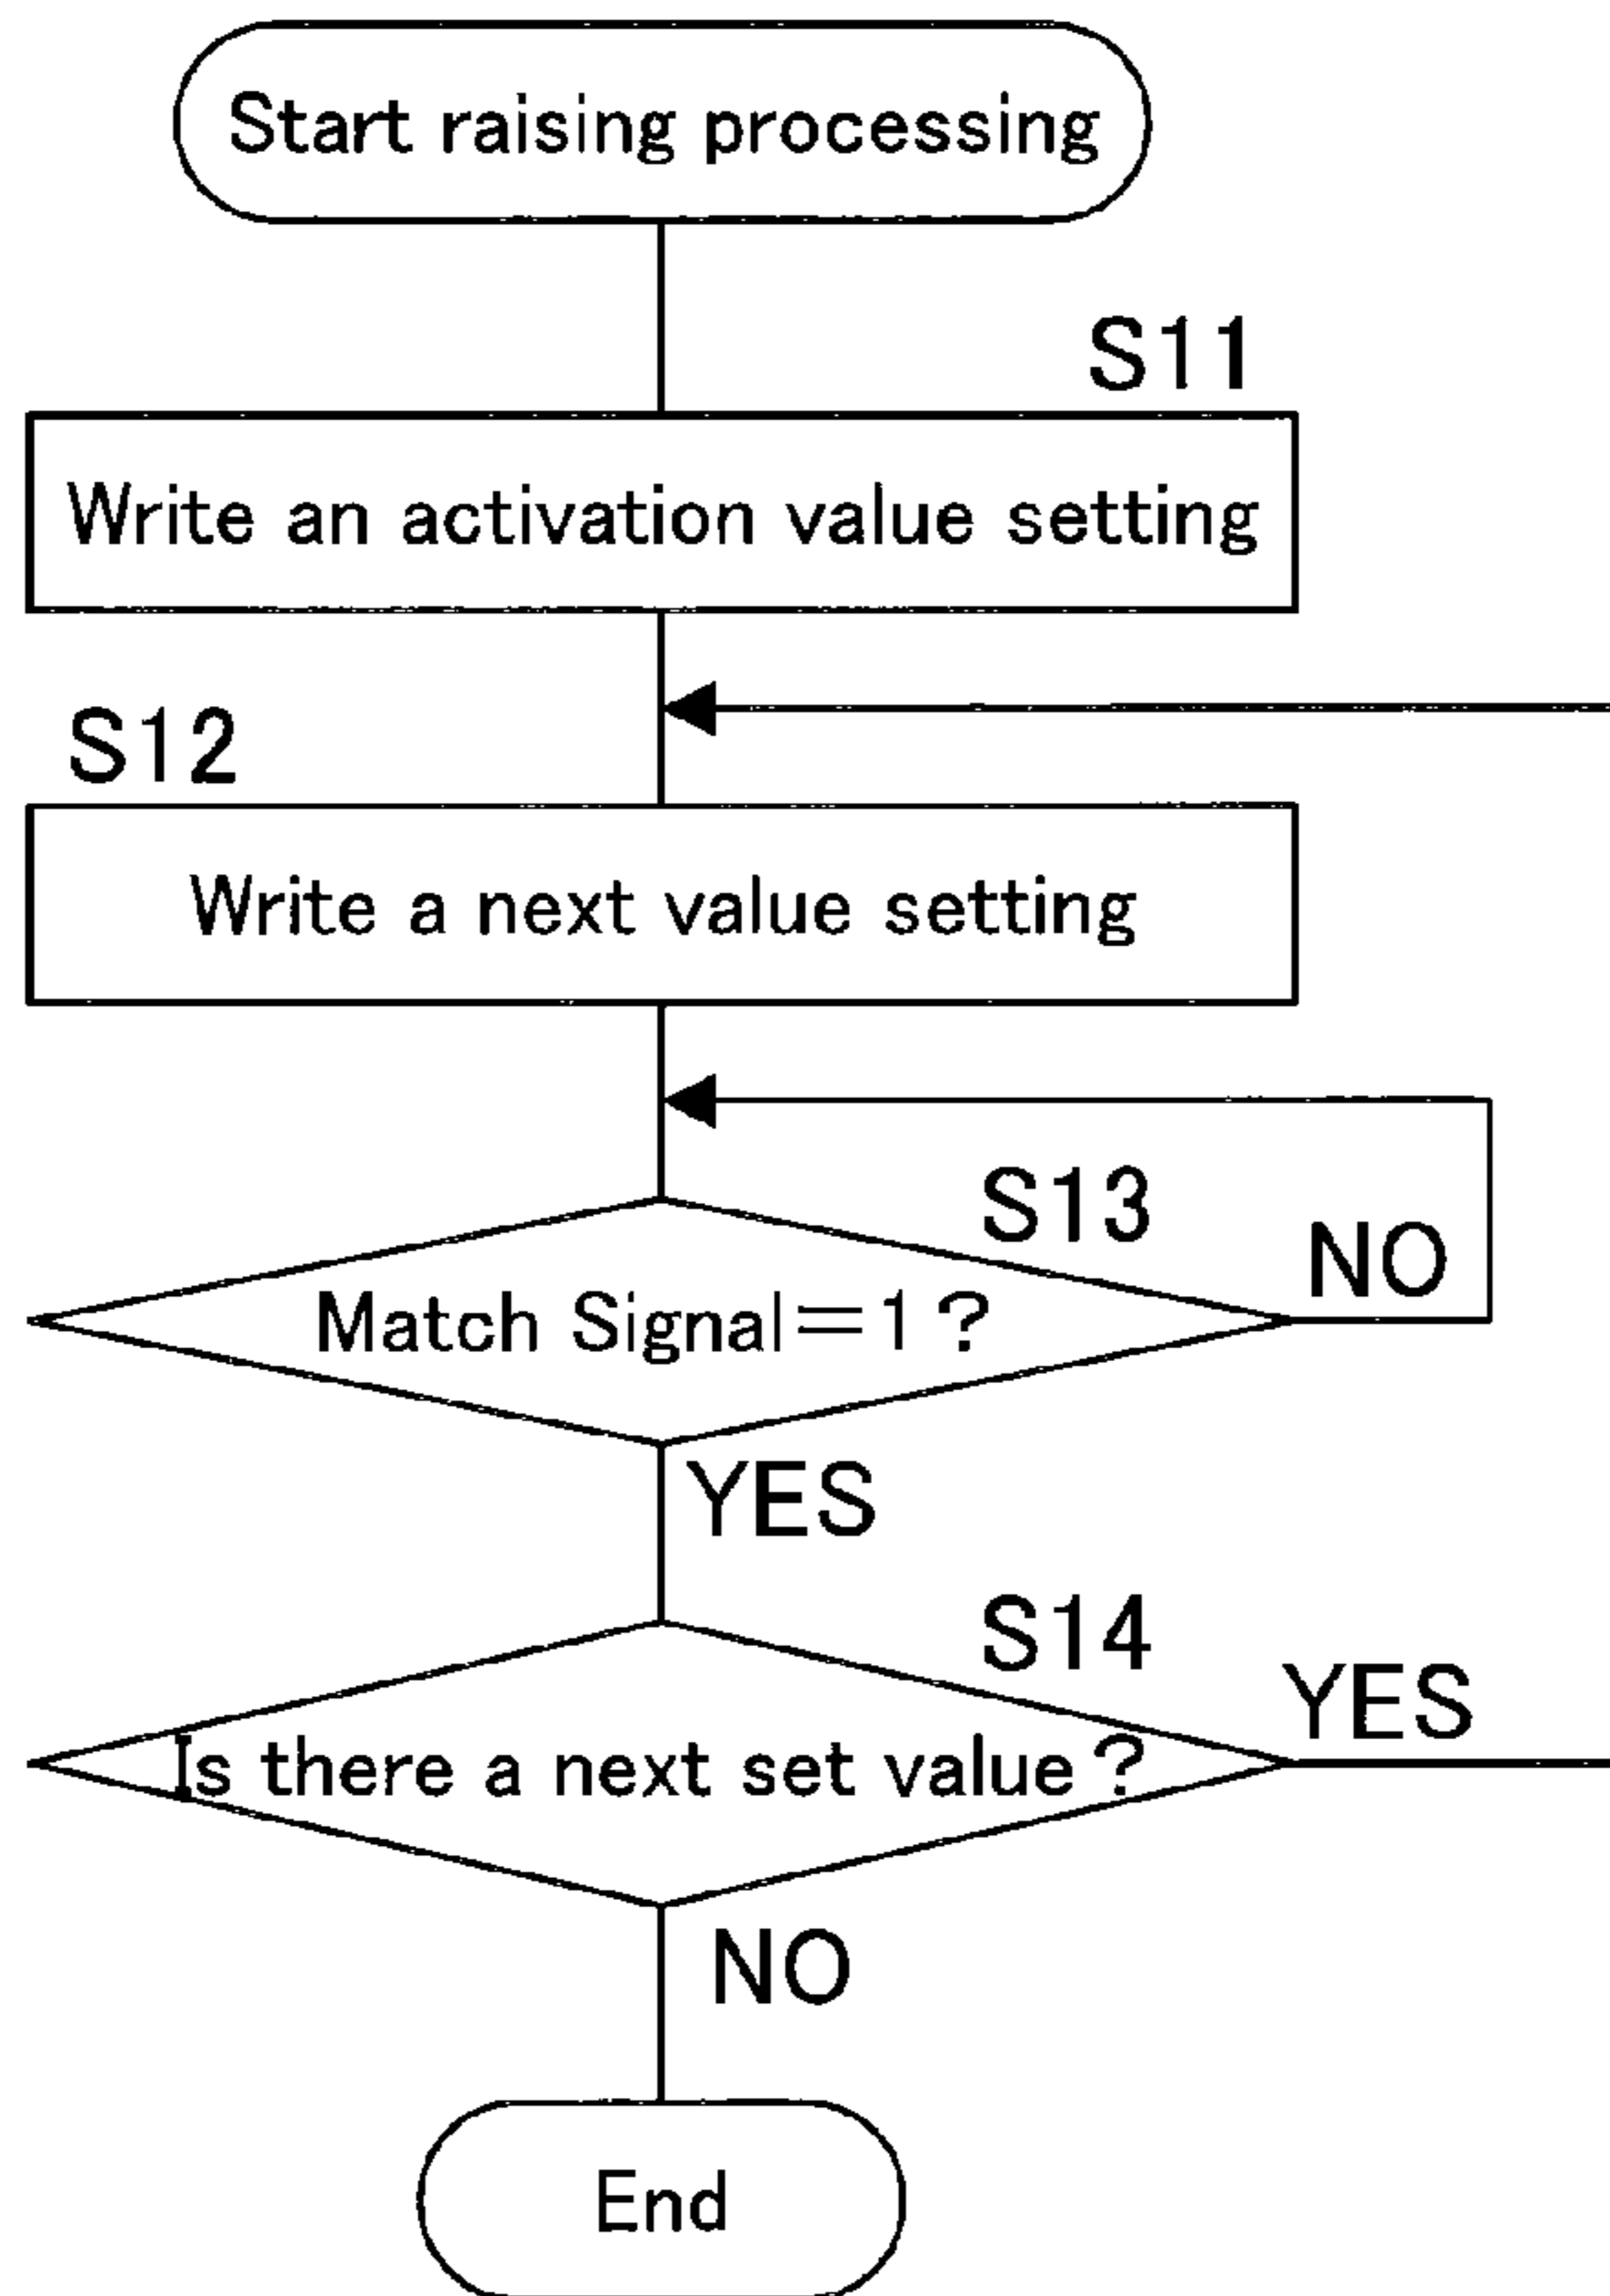 Start raising processing
S11
Write an activation value setting
S12
Write a next value setting
S13
NO
Match Signal=1?
YES
S14
YES
Is there a next set value?
NO
End